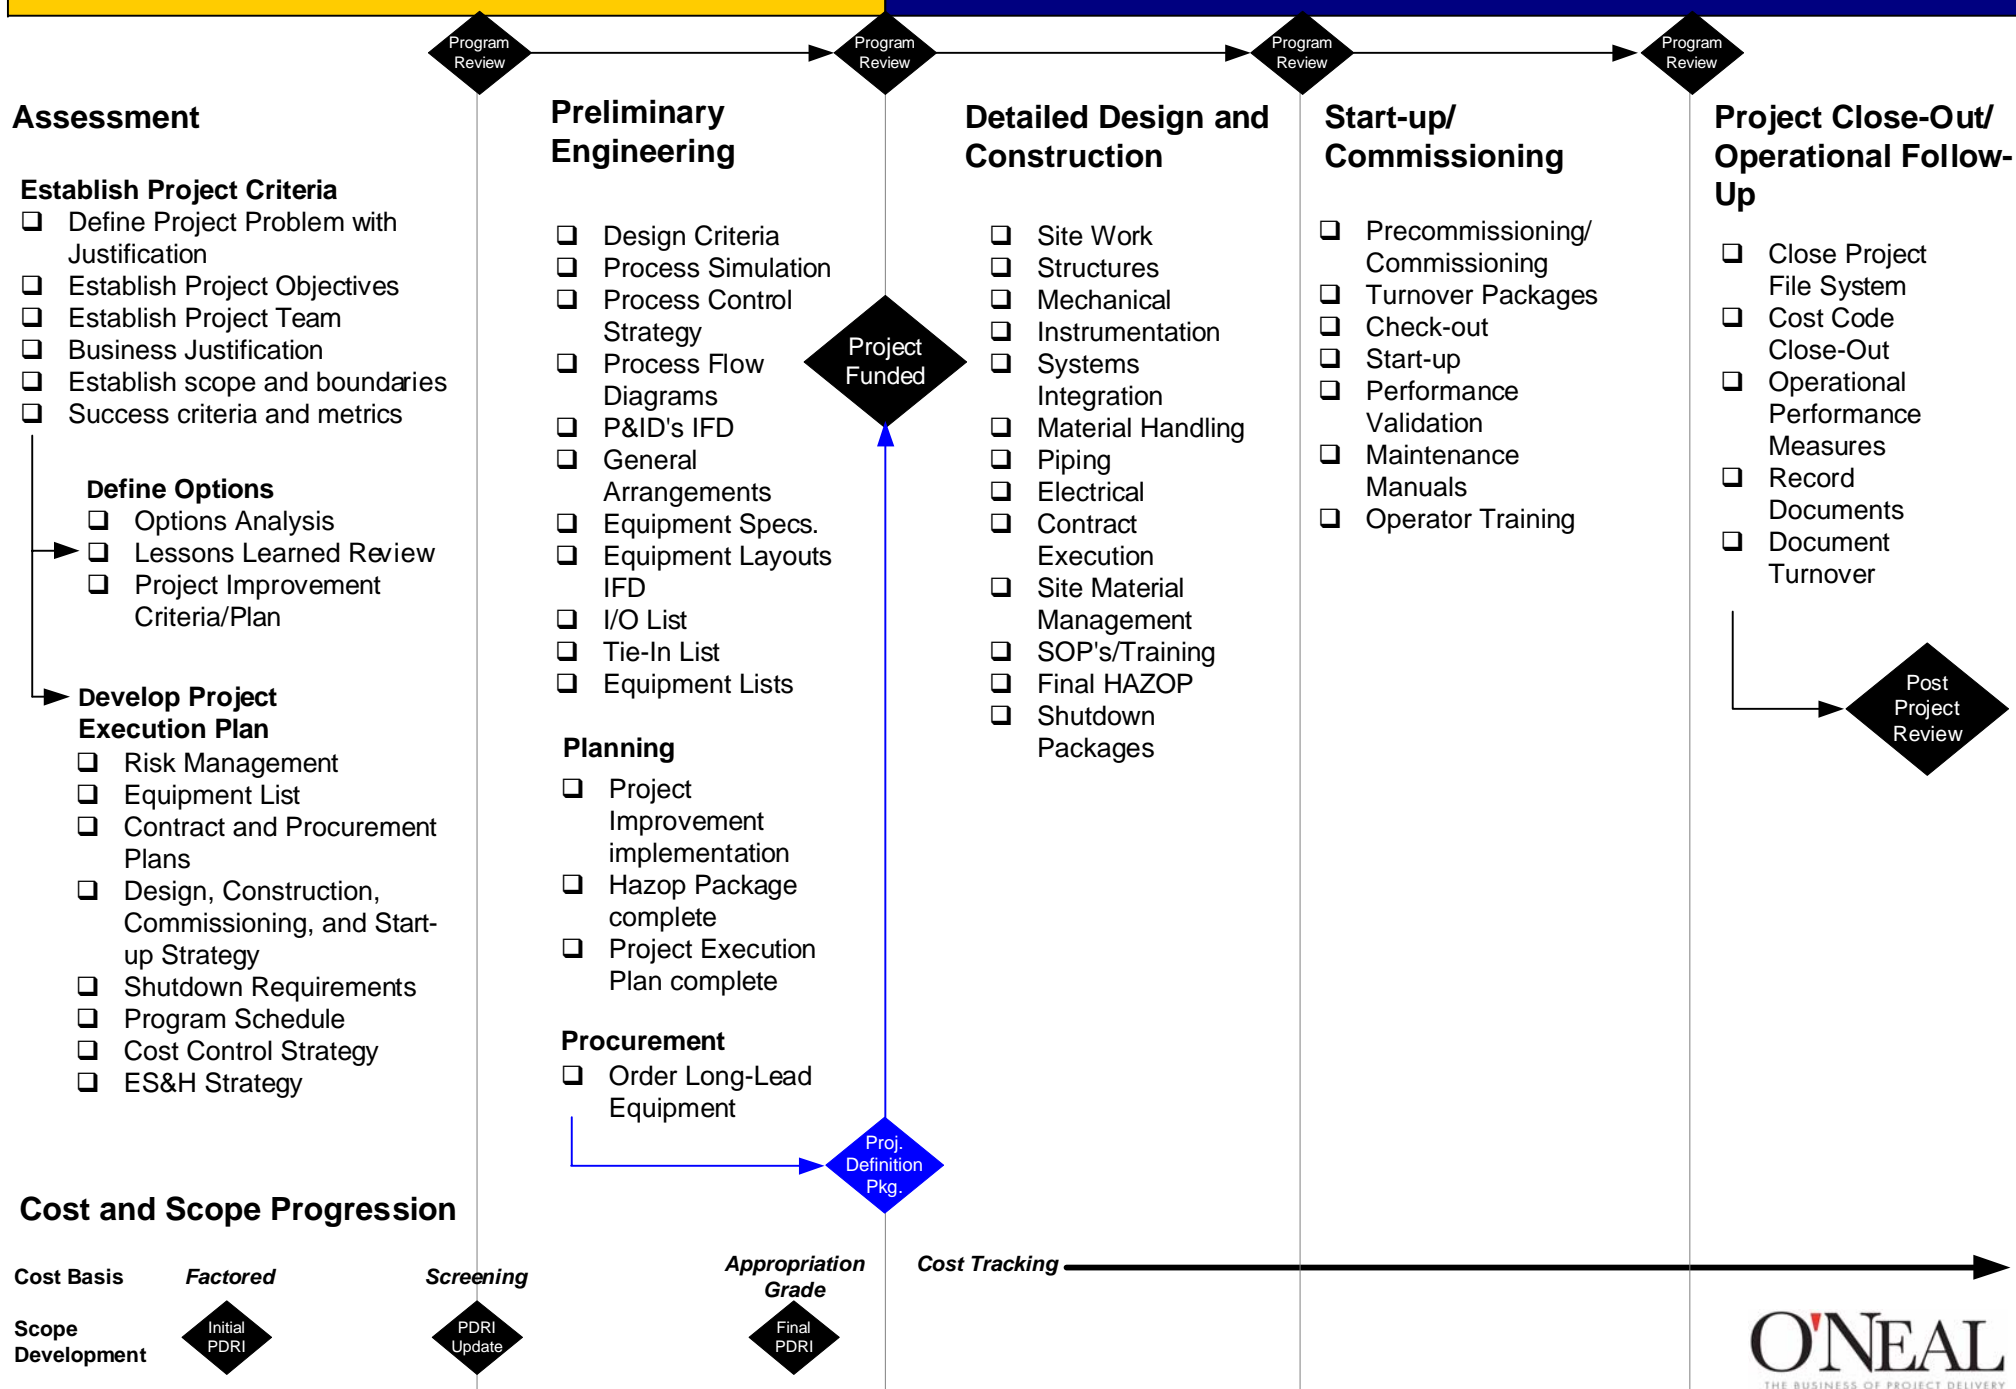 Program
Review
Program
Review
Program
Review
Program
Review
Assessment
Establish Project Criteria
Define Project Problem with
Justification
Establish Project Objectives
Establish Project Team
Business Justification
Establish scope and boundaries
Success criteria and metrics
Define Options
Options Analysis
Lessons Learned Review
Project Improvement
Criteria/Plan
Develop Project
Execution Plan
Risk Management
Equipment List
Contract and Procurement
Plans
Design, Construction,
Commissioning, and Start-
up Strategy
Shutdown Requirements
Program Schedule
Cost Control Strategy
ES&H Strategy
Preliminary
Engineering
Design Criteria
Process Simulation
Process Control
Strategy
Process Flow
Diagrams
P&ID's IFD
General
Arrangements
Equipment Specs.
Equipment Layouts
IFD
I/O List
Tie-In List
Equipment Lists
Planning
Project
Improvement
implementation
Hazop Package
complete
Project Execution
Plan complete
Procurement
Order Long-Lead
Equipment
Project
Funded
Proj.
Definition
Pkg.
Detailed Design and
Construction
Site Work
Structures
Mechanical
Instrumentation
Systems
Integration
Material Handling
Piping
Electrical
Contract
Execution
Site Material
Management
SOP's/Training
Final HAZOP
Shutdown
Packages
Start-up/
Commissioning
Precommissioning/
Commissioning
Turnover Packages
Check-out
Start-up
Performance
Validation
Maintenance
Manuals
Operator Training
Project Close-Out/
Operational Follow-
Up
Close Project
File System
Cost Code
Close-Out
Operational
Performance
Measures
Record
Documents
Document
Turnover
Post
Project
Review
Cost and Scope Progression
Cost Basis
Factored
Screening
Appropriation
Grade
Cost Tracking
Scope
Development
Initial
PDRI
PDRI
Update
Final
PDRI
O'NEAL
THE BUSINESS OF PROJECT DELIVERY